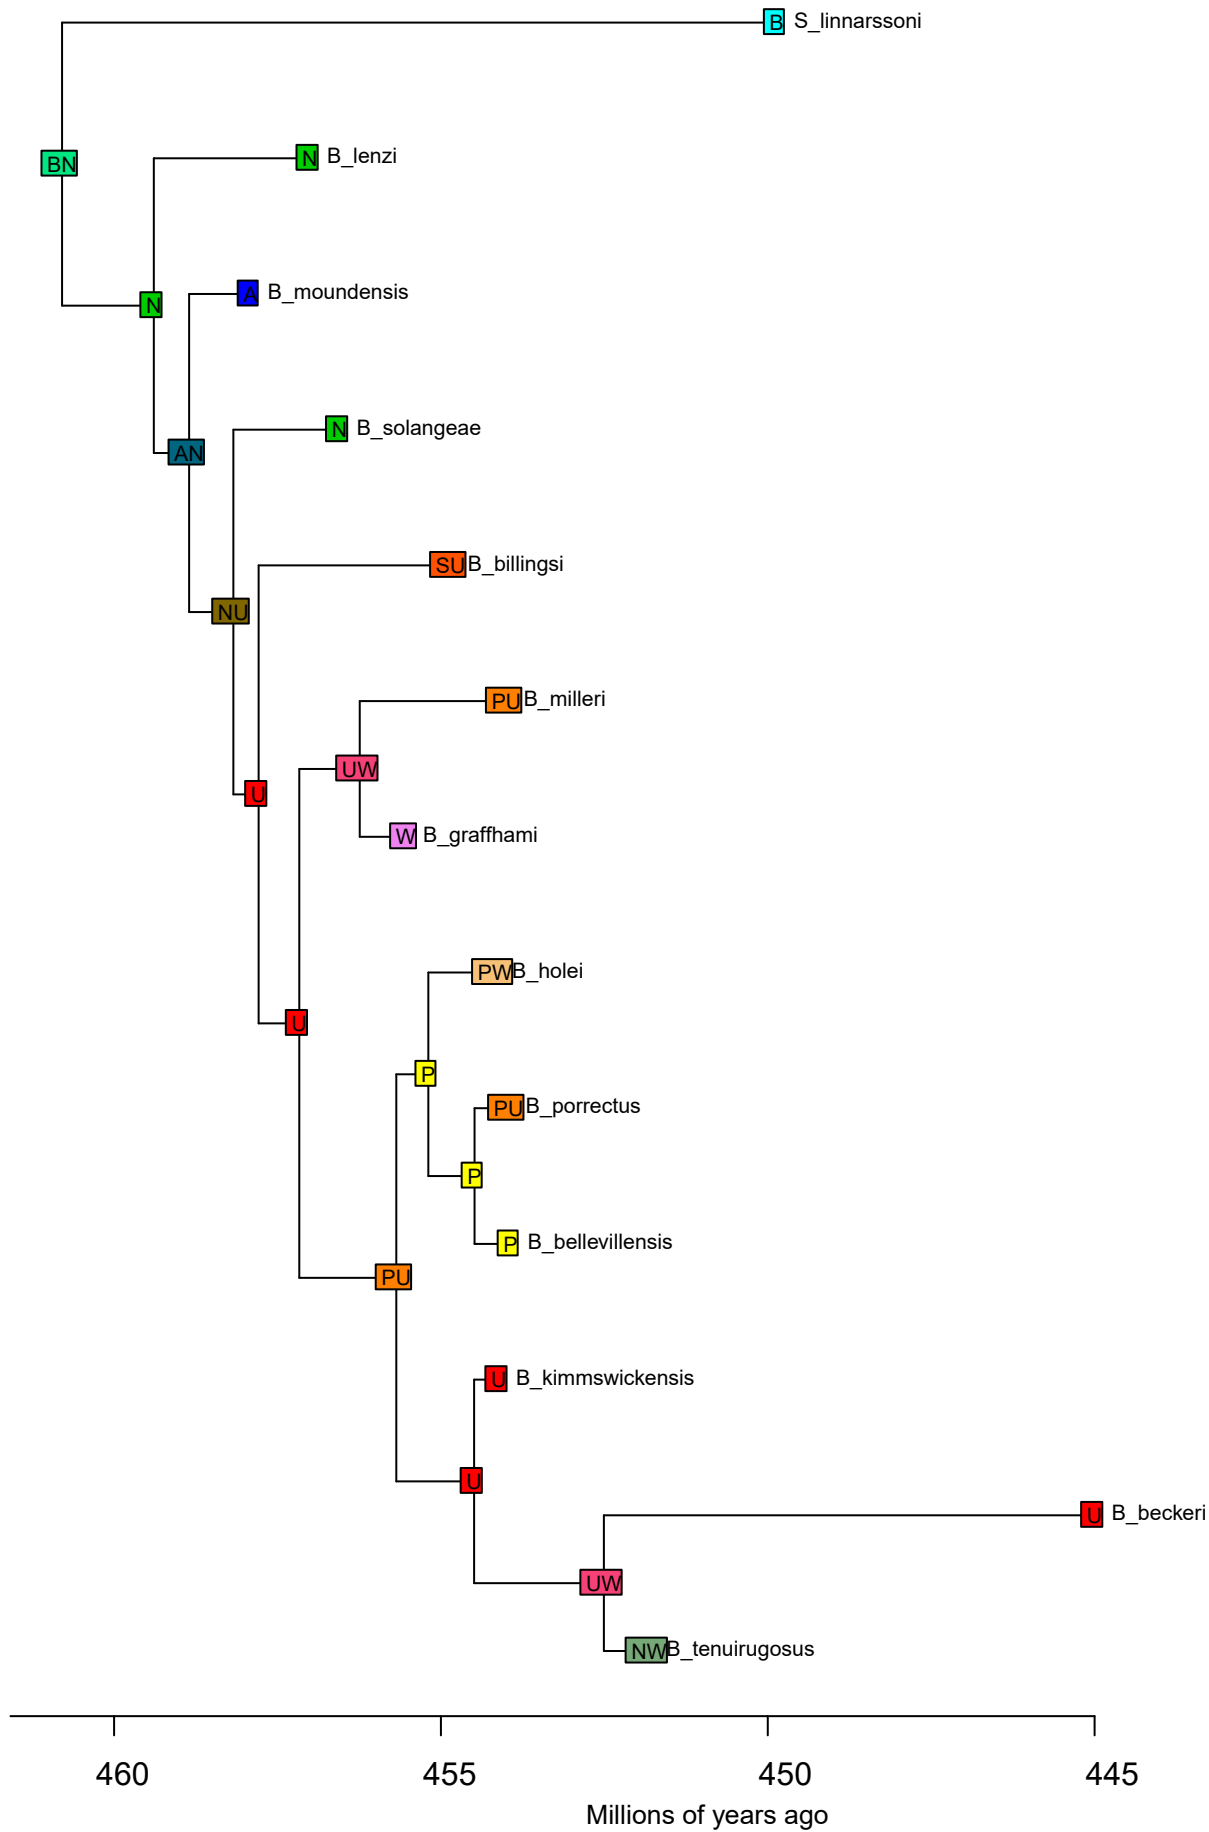 B S_linnarssoni
BN
N B_lenzi
A B_moundensis
N
N B_solangeae
AN
SU B_billingsi
NU
PU B_milleri
UW
U
W B_graffhami
PW B_holei
U
P
PU B_porrectus
P
P B_bellevillensis
PU
U B_kimmswickensis
U
U B_beckeri
UW
NW B_tenuirugosus
460 455 450 445
Millions of years ago